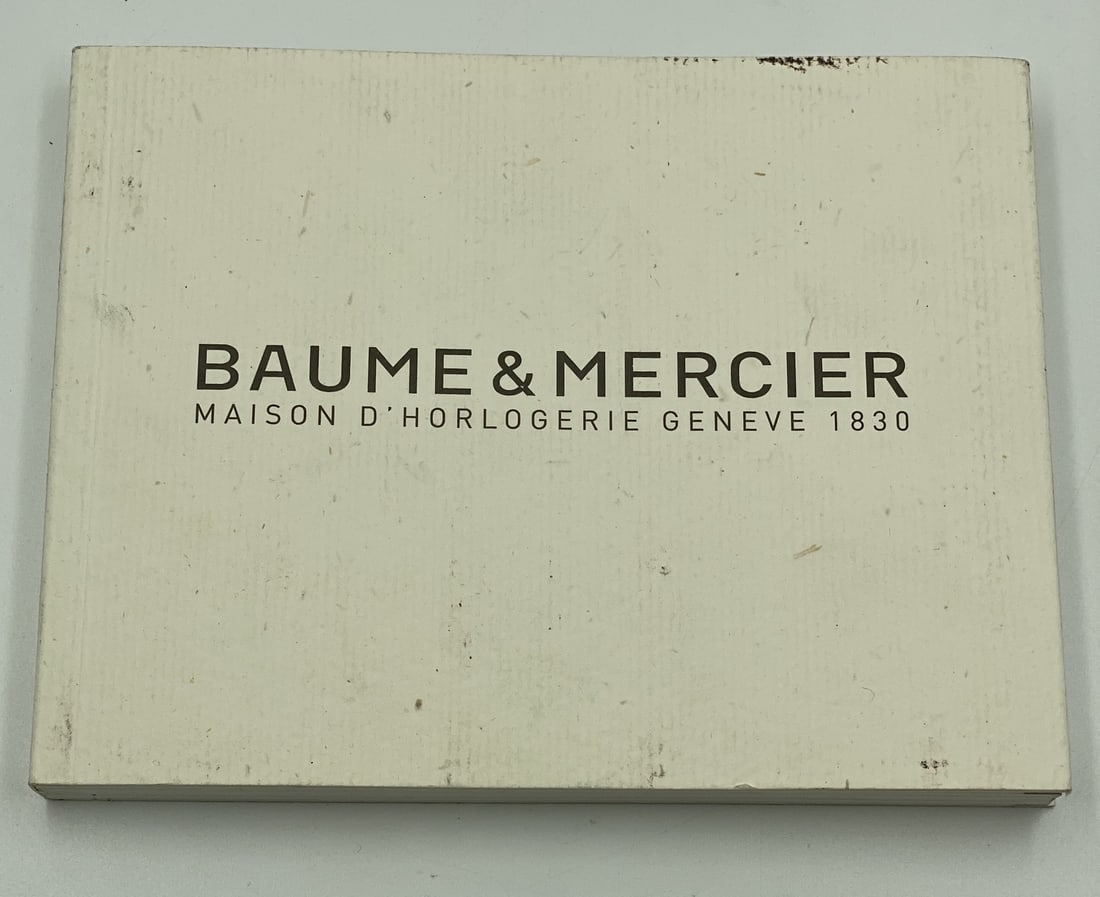 BAUME & MERCIER
MAISON D'HORLOGERIE GENEVE 1830